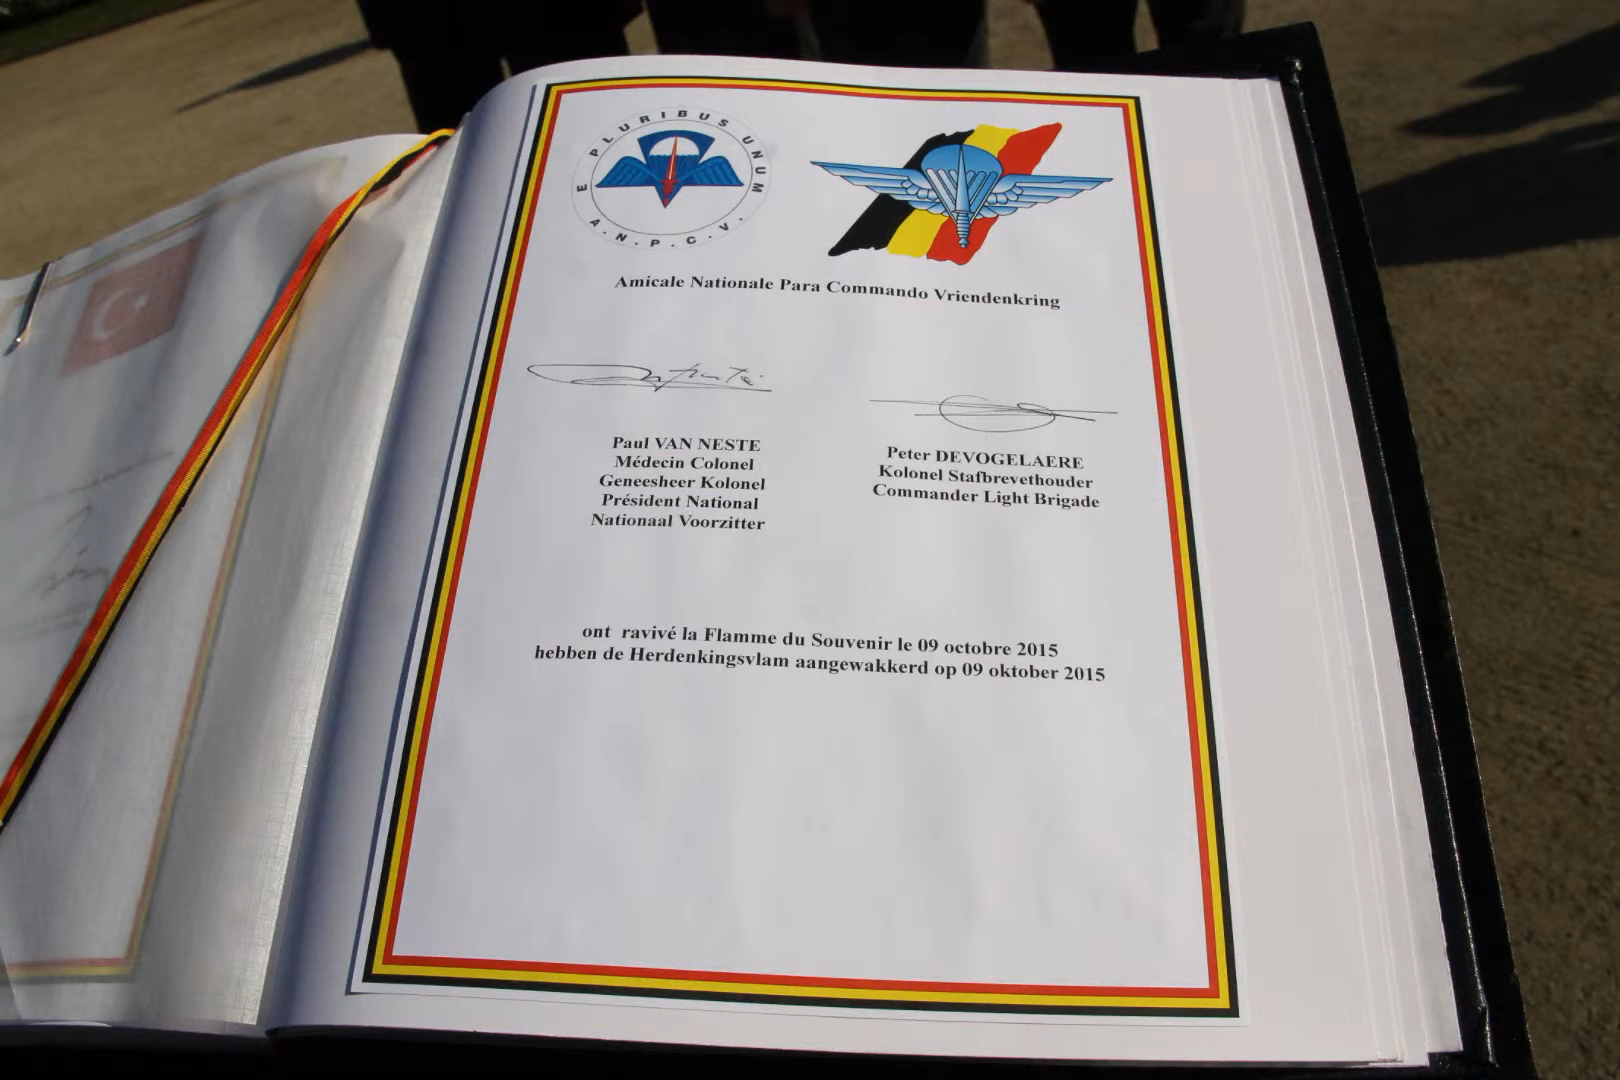 E PLURIBUS UNUM
A.N.P.C.V.
Amicale Nationale Para Commando Vriendenkring
Paul VAN NESTE
Médecin Colonel
Geneesheer Kolonel
Président National
Nationaal Voorzitter
Peter DEVOGELAERE
Kolonel Stafbrevethouder
Commander Light Brigade
ont ravivé la Flamme du Souvenir le 09 octobre 2015
hebben de Herdenkingsvlam aangewakkerd op 09 oktober 2015